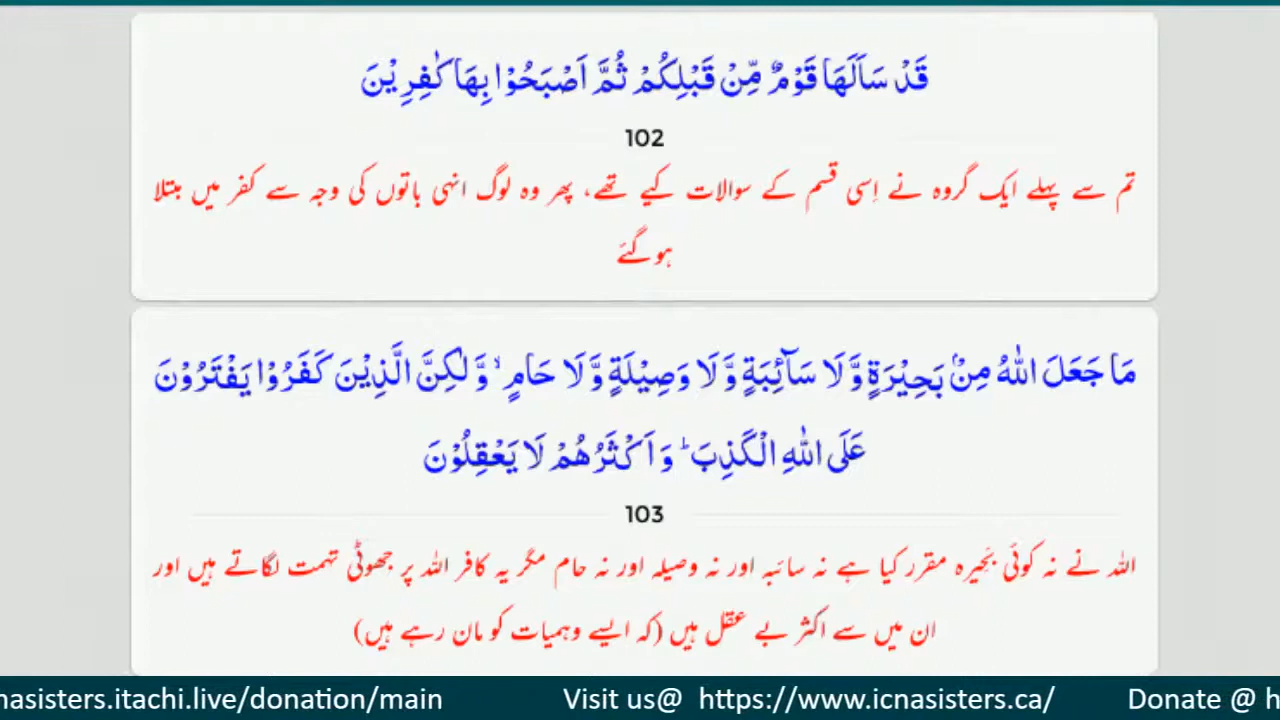 قَدْ سَاَلَهَا قَوْمٌ مِّنْ قَبْلِكُمْ ثُمَّ اَصْبَحُوْا بِهَا كٰفِرِيْنَ
102
تم سے پہلے ایک گروہ نے اِسی قسم کے سوالات کیے تھے، پھر وہ لوگ انہی باتوں کی وجہ سے کفر میں مبتلا
ہوگئے
مَا جَعَلَ اللّٰهُ مِنْۢ بَحِيْرَةٍ وَّلَا سَآئِبَةٍ وَّلَا وَصِيْلَةٍ وَّلَا حَامٍ ۙ وَّلٰكِنَّ الَّذِيْنَ كَفَرُوْا يَفْتَرُوْنَ
عَلَى اللّٰهِ الْكَذِبَ ؕ وَاَكْثَرُهُمْ لَا يَعْقِلُوْنَ
103
اللہ نے نہ کوئی بَحیرہ مقرر کیا ہے نہ سائبہ اور نہ وصیلہ اور نہ حام مگر یہ کافر اللہ پر جھوٹی تہمت لگاتے ہیں اور
ان میں سے اکثر بے عقل ہیں (کہ ایسے وہمیات کو مان رہے ہیں)
nasisters.itachi.live/donation/main Visit us@ https://www.icnasisters.ca/ Donate @ h